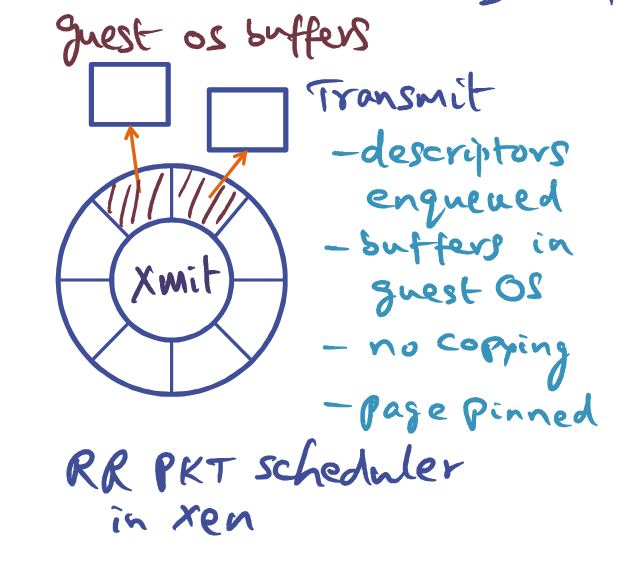 guest os buffers
Transmit
- descriptors
enqueued
- buffers in
guest OS
- no copying
- page pinned
Xmit
RR PKT scheduler
in xen